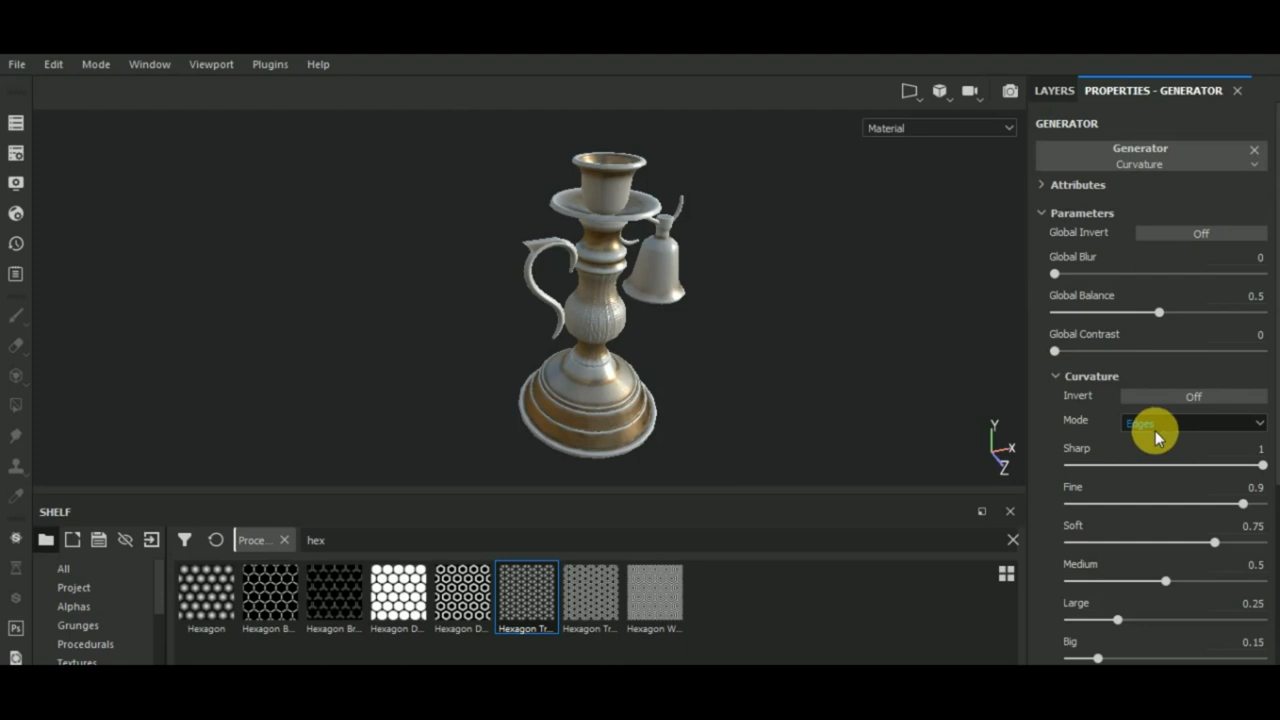 File Edit Mode Window Viewport Plugins Help
LAYERS PROPERTIES - GENERATOR
Material
GENERATOR
Generator
Curvature
Attributes
Parameters
Global Invert Off
Global Blur 0
Global Balance 0.5
Global Contrast 0
Curvature
Invert Off
Mode Edges
Sharp 1
Fine 0.9
Soft 0.75
Medium 0.5
Large 0.25
Big 0.15
Y
X
Z
SHELF
Proce... hex
All
Project
Alphas
Grunges
Procedurals
Textures
Hexagon Hexagon B... Hexagon Br... Hexagon D... Hexagon D... Hexagon Tr... Hexagon Tr... Hexagon W...
Ps